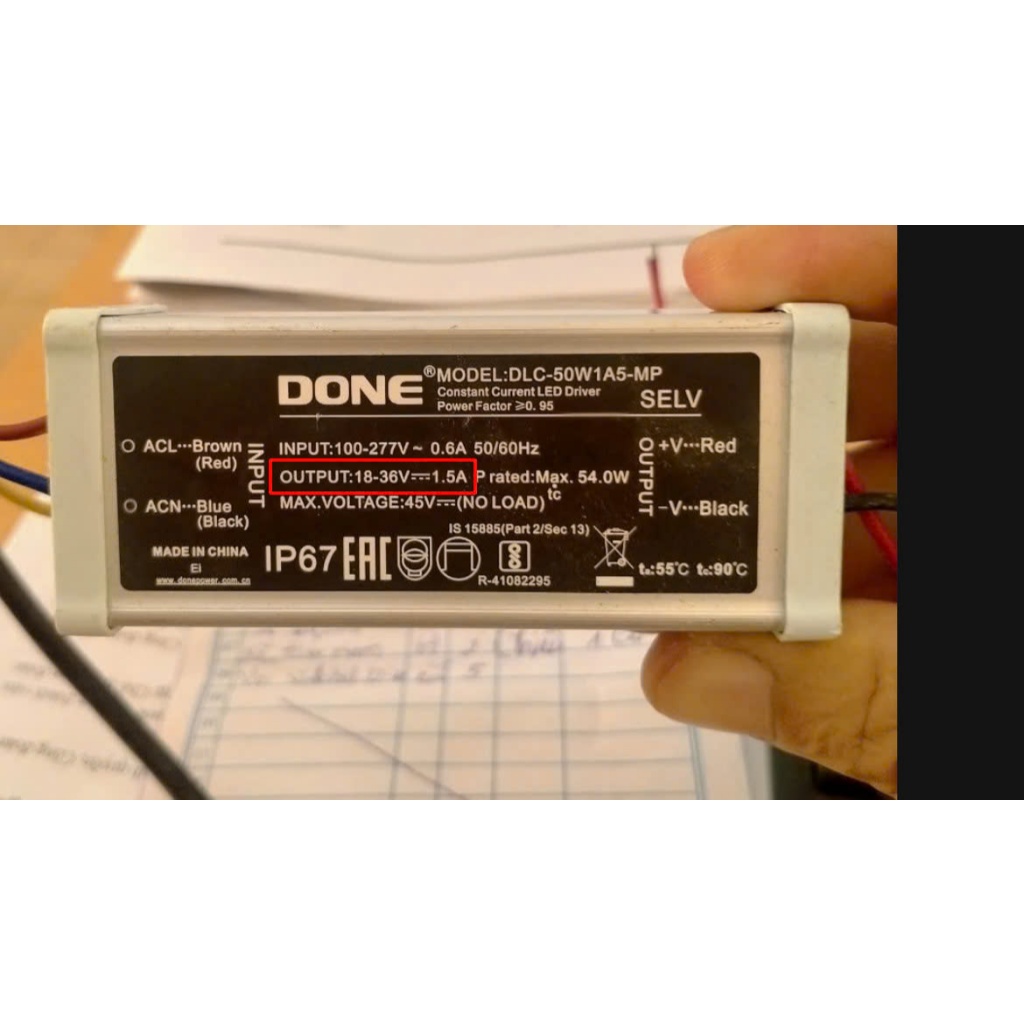 DONE® MODEL:DLC-50W1A5-MP
Constant Current LED Driver
Power Factor ≥0.95
SELV
ACL···Brown
(Red)
ACN···Blue
(Black)
INPUT
INPUT:100-277V~ 0.6A 50/60Hz
OUTPUT:18-36V⎓1.5A P rated:Max. 54.0W
MAX.VOLTAGE:45V⎓(NO LOAD)
tc
OUTPUT
+V···Red
-V···Black
IS 15885(Part 2/Sec 13)
MADE IN CHINA
Ei
www.donepower.com.cn
IP67 EAC
R-41082295
ta:55°C tc:90°C